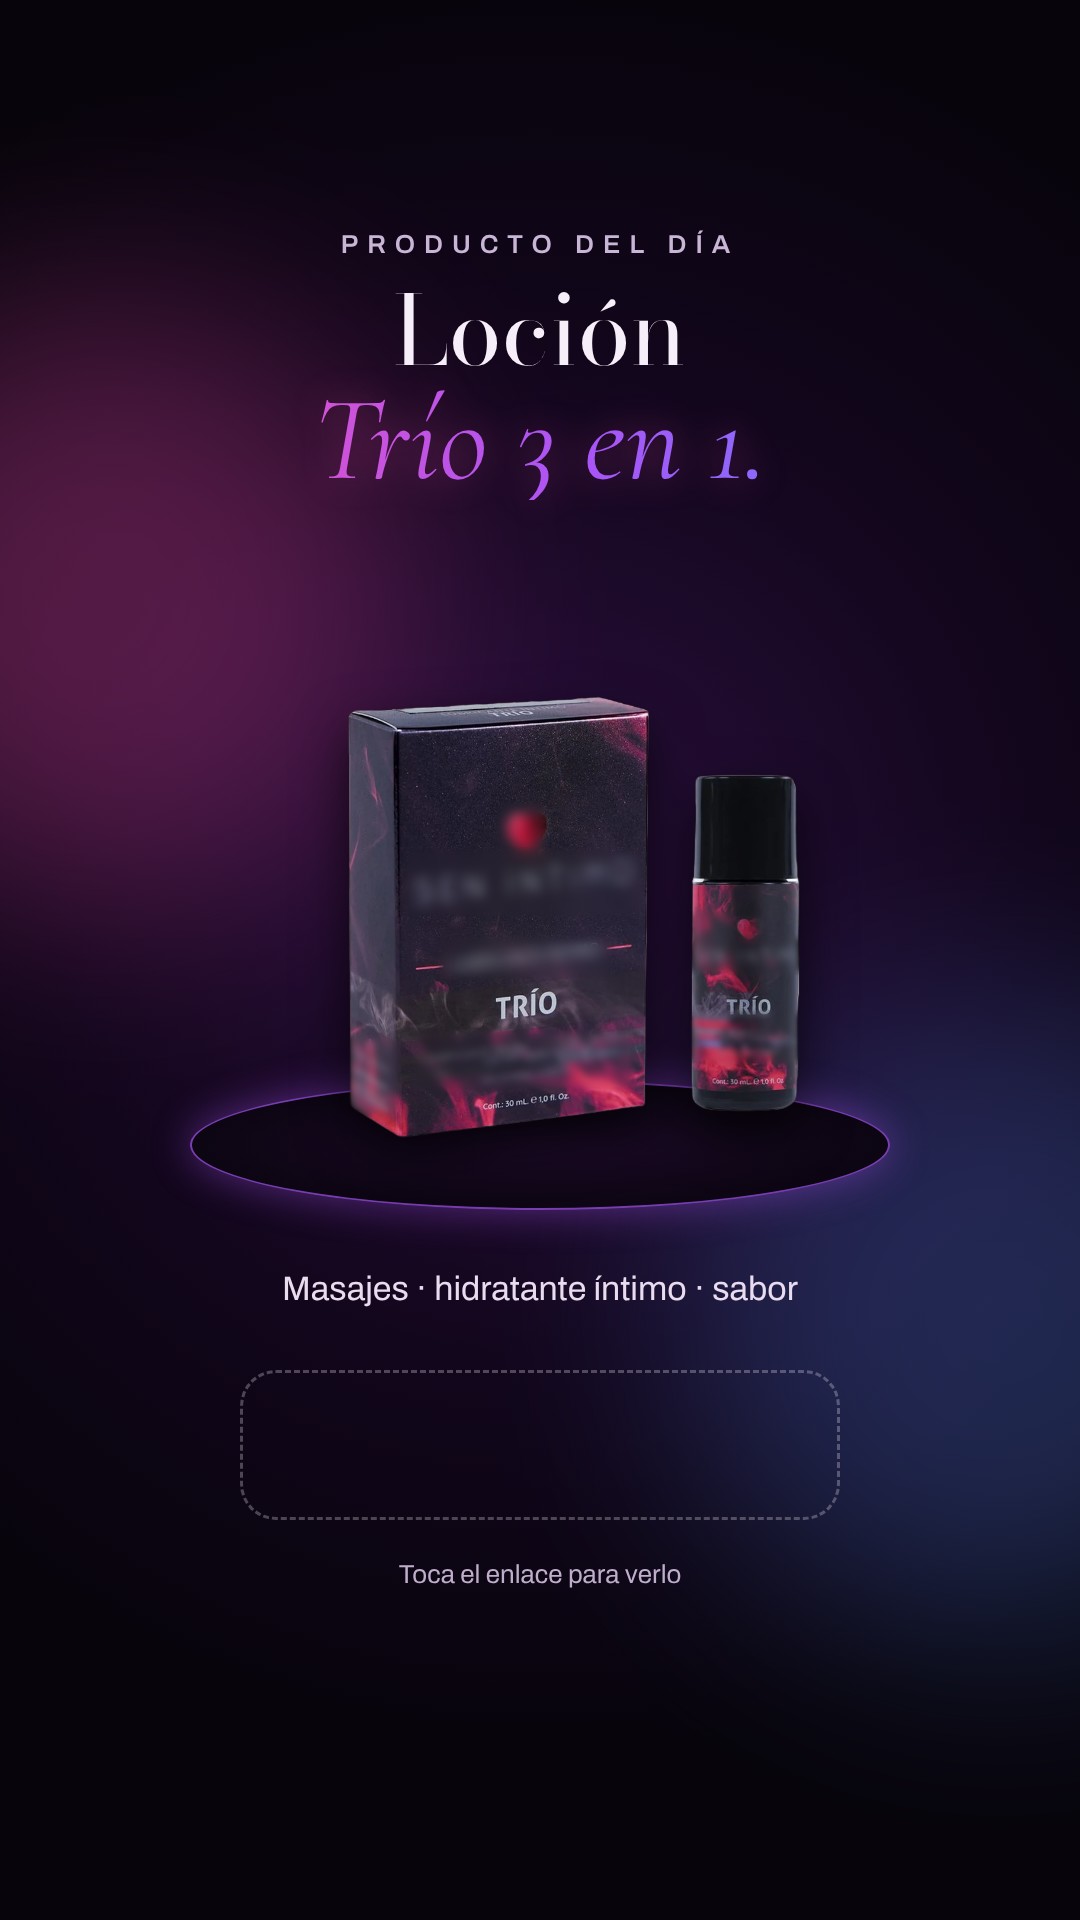 PRODUCTO DEL DÍA
Loción
Trío 3 en 1.
TRÍO
TRÍO
Cont.: 30 mL. ℮ 1,0 fl. Oz.
TRÍO
Cont.: 30 mL. ℮ 1,0 fl. Oz
Masajes · hidratante íntimo · sabor
Toca el enlace para verlo